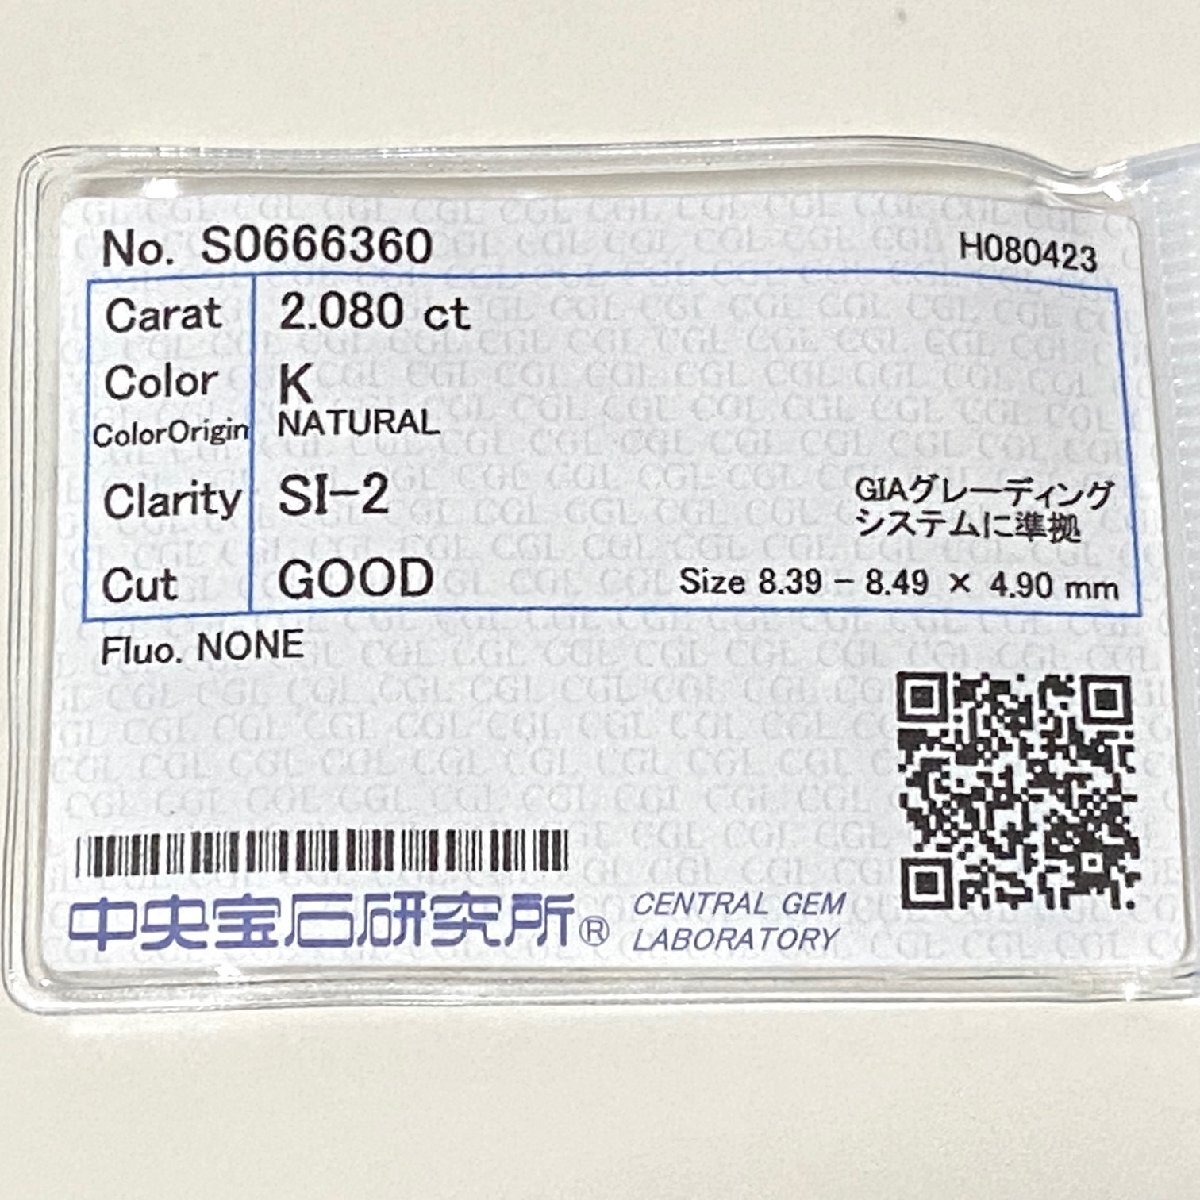 No. S0666360 H080423
Carat 2.080 ct
Color K
ColorOrigin NATURAL
Clarity SI-2
GIAグレーディング
システムに準拠
Cut GOOD Size 8.39 - 8.49 × 4.90 mm
Fluo. NONE
中央宝石研究所® CENTRAL GEM
LABORATORY